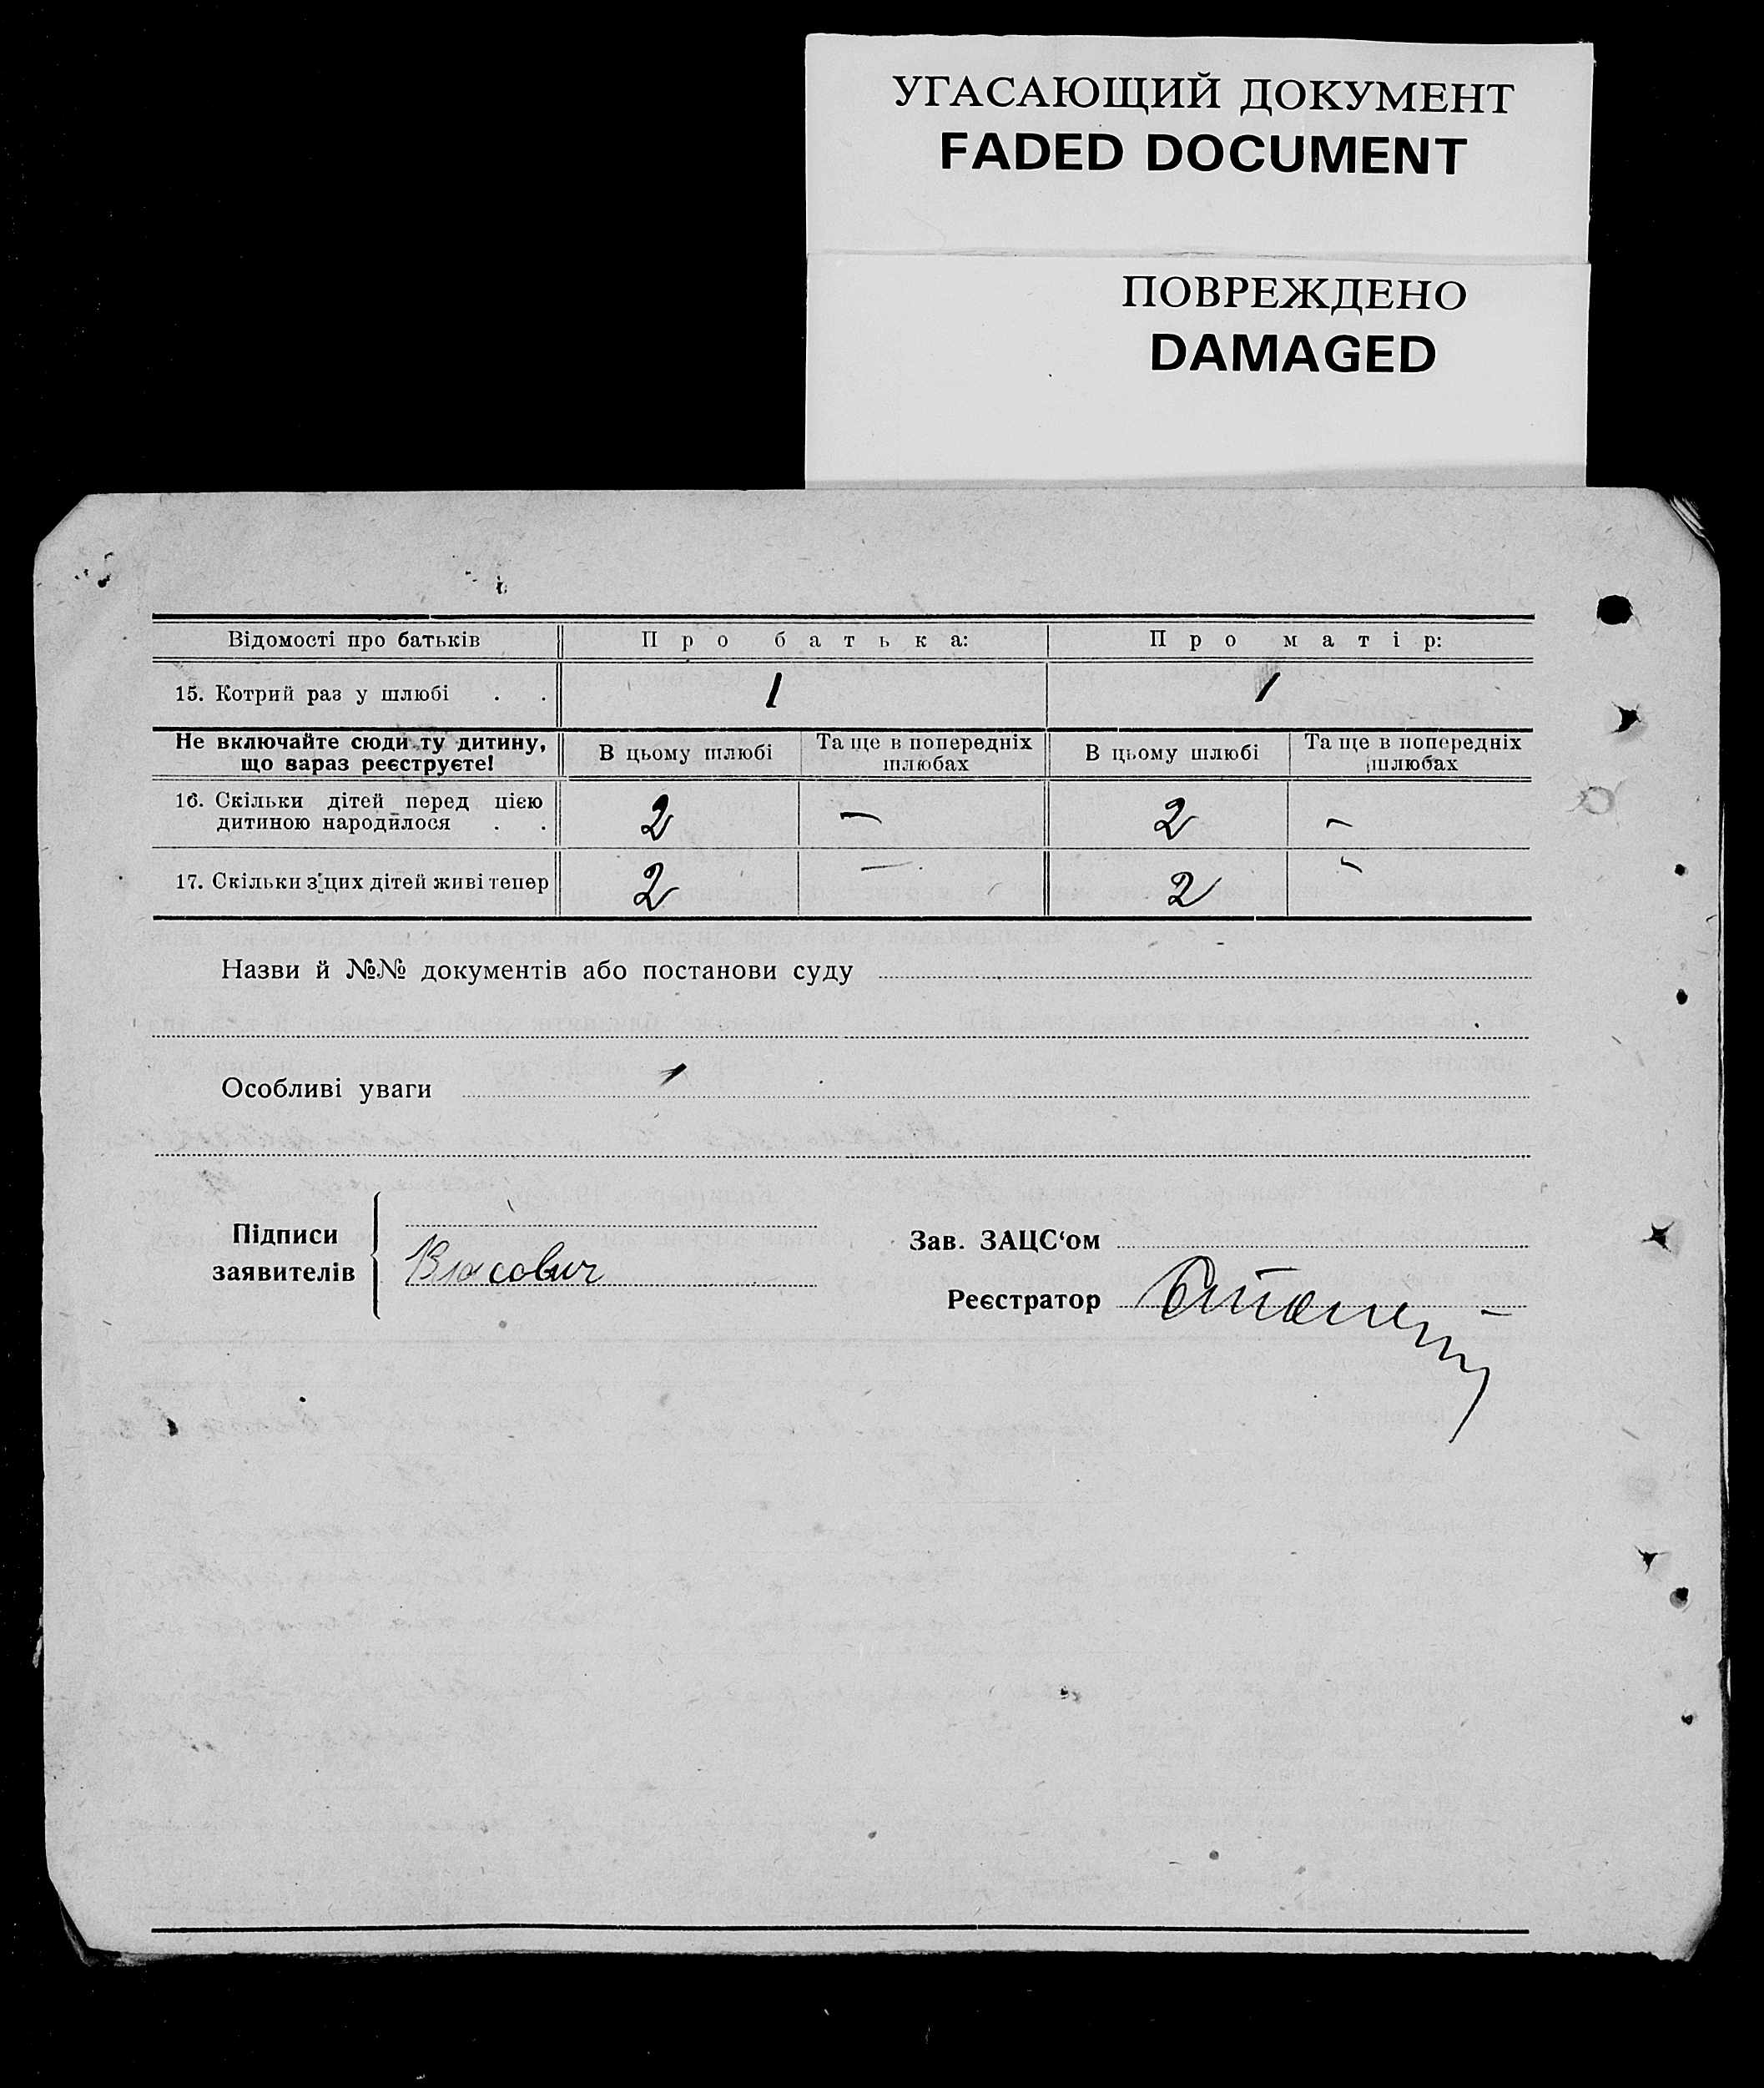 УГАСАЮЩИЙ ДОКУМЕНТ
FADED DOCUMENT
ПОВРЕЖДЕНО
DAMAGED
Відомості про батьків Про батька: Про матір:
15. Котрий раз у шлюбі . . 1 1
Не включайте сюди ту дитину, що зараз реєструєте! В цьому шлюбі Та ще в попередніх шлюбах В цьому шлюбі Та ще в попередніх шлюбах
16. Скільки дітей перед цією
дитиною народилося . . 2 — 2 —
17. Скільки з цих дітей живі тепер 2 — 2 —
Назви й №№ документів або постанови суду
Особливі уваги
Підписи
заявителів
Власович
Зав. ЗАЦС‘ом
Реєстратор